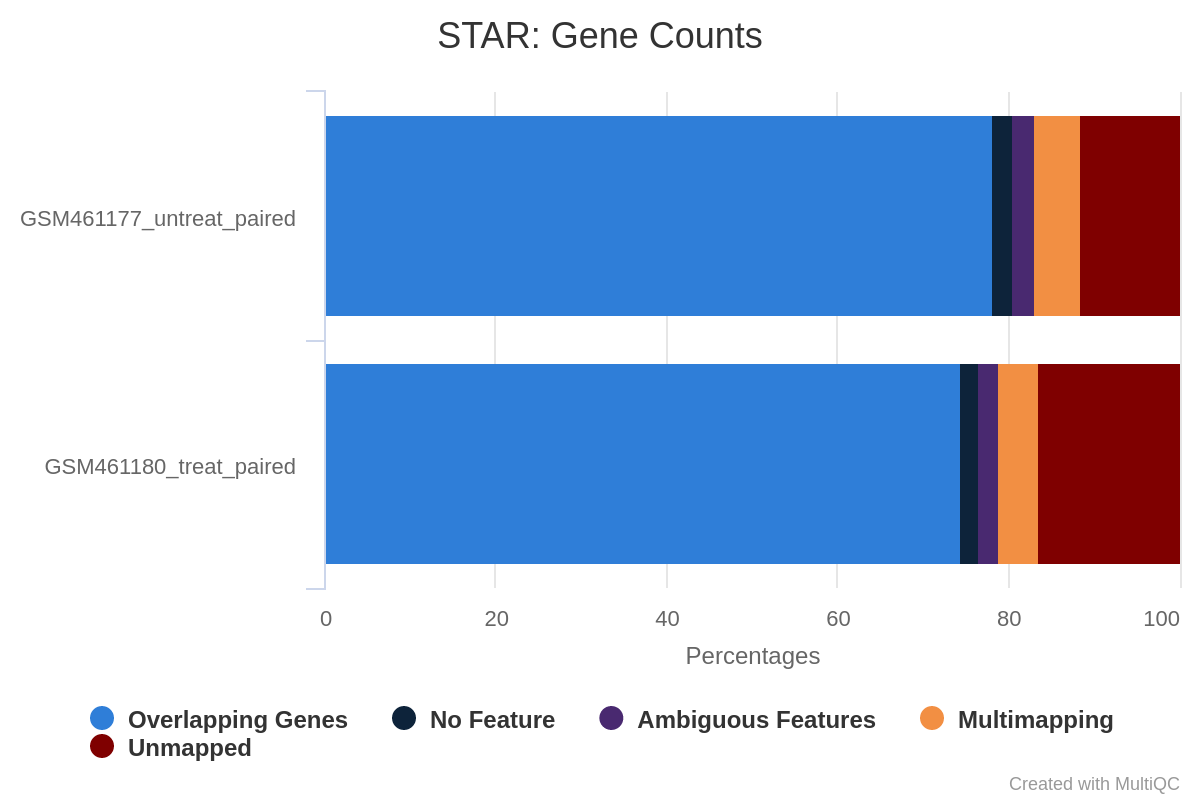 STAR: Gene Counts
GSM461177_untreat_paired
GSM461180_treat_paired
0 20 40 60 80 100
Percentages
Overlapping Genes No Feature Ambiguous Features Multimapping
Unmapped
Created with MultiQC